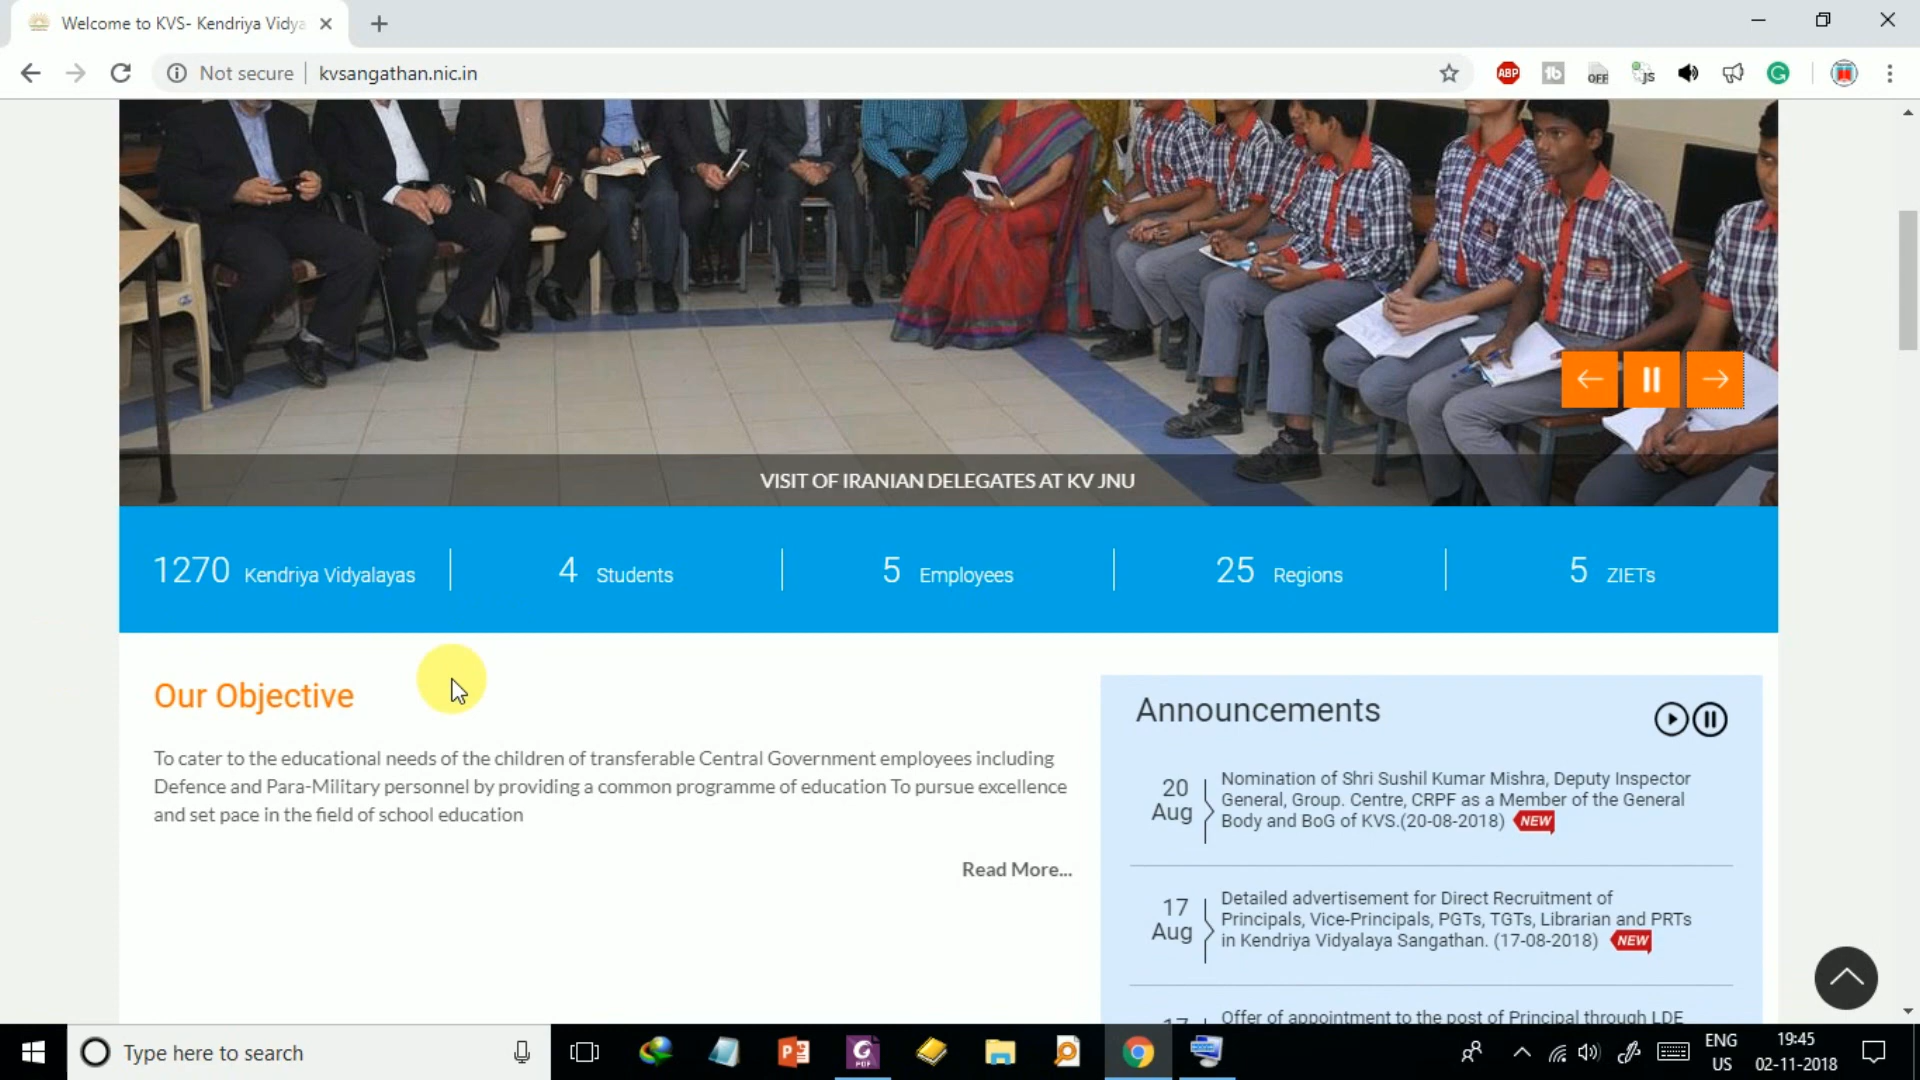 Welcome to KVS- Kendriya Vidya
Not secure
kvsangathan.nic.in
ABP
OFF
JS
VISIT OF IRANIAN DELEGATES AT KV JNU
1270 Kendriya Vidyalayas
4 Students
5 Employees
25 Regions
5 ZIETs
Our Objective
To cater to the educational needs of the children of transferable Central Government employees including
Defence and Para-Military personnel by providing a common programme of education To pursue excellence
and set pace in the field of school education
Read More...
Announcements
20
Aug
Nomination of Shri Sushil Kumar Mishra, Deputy Inspector
General, Group. Centre, CRPF as a Member of the General
Body and BoG of KVS.(20-08-2018) NEW
17
Aug
Detailed advertisement for Direct Recruitment of
Principals, Vice-Principals, PGTs, TGTs, Librarian and PRTs
in Kendriya Vidyalaya Sangathan. (17-08-2018) NEW
17
Offer of appointment to the post of Principal through LDE
Type here to search
PDF
ENG
US
19:45
02-11-2018